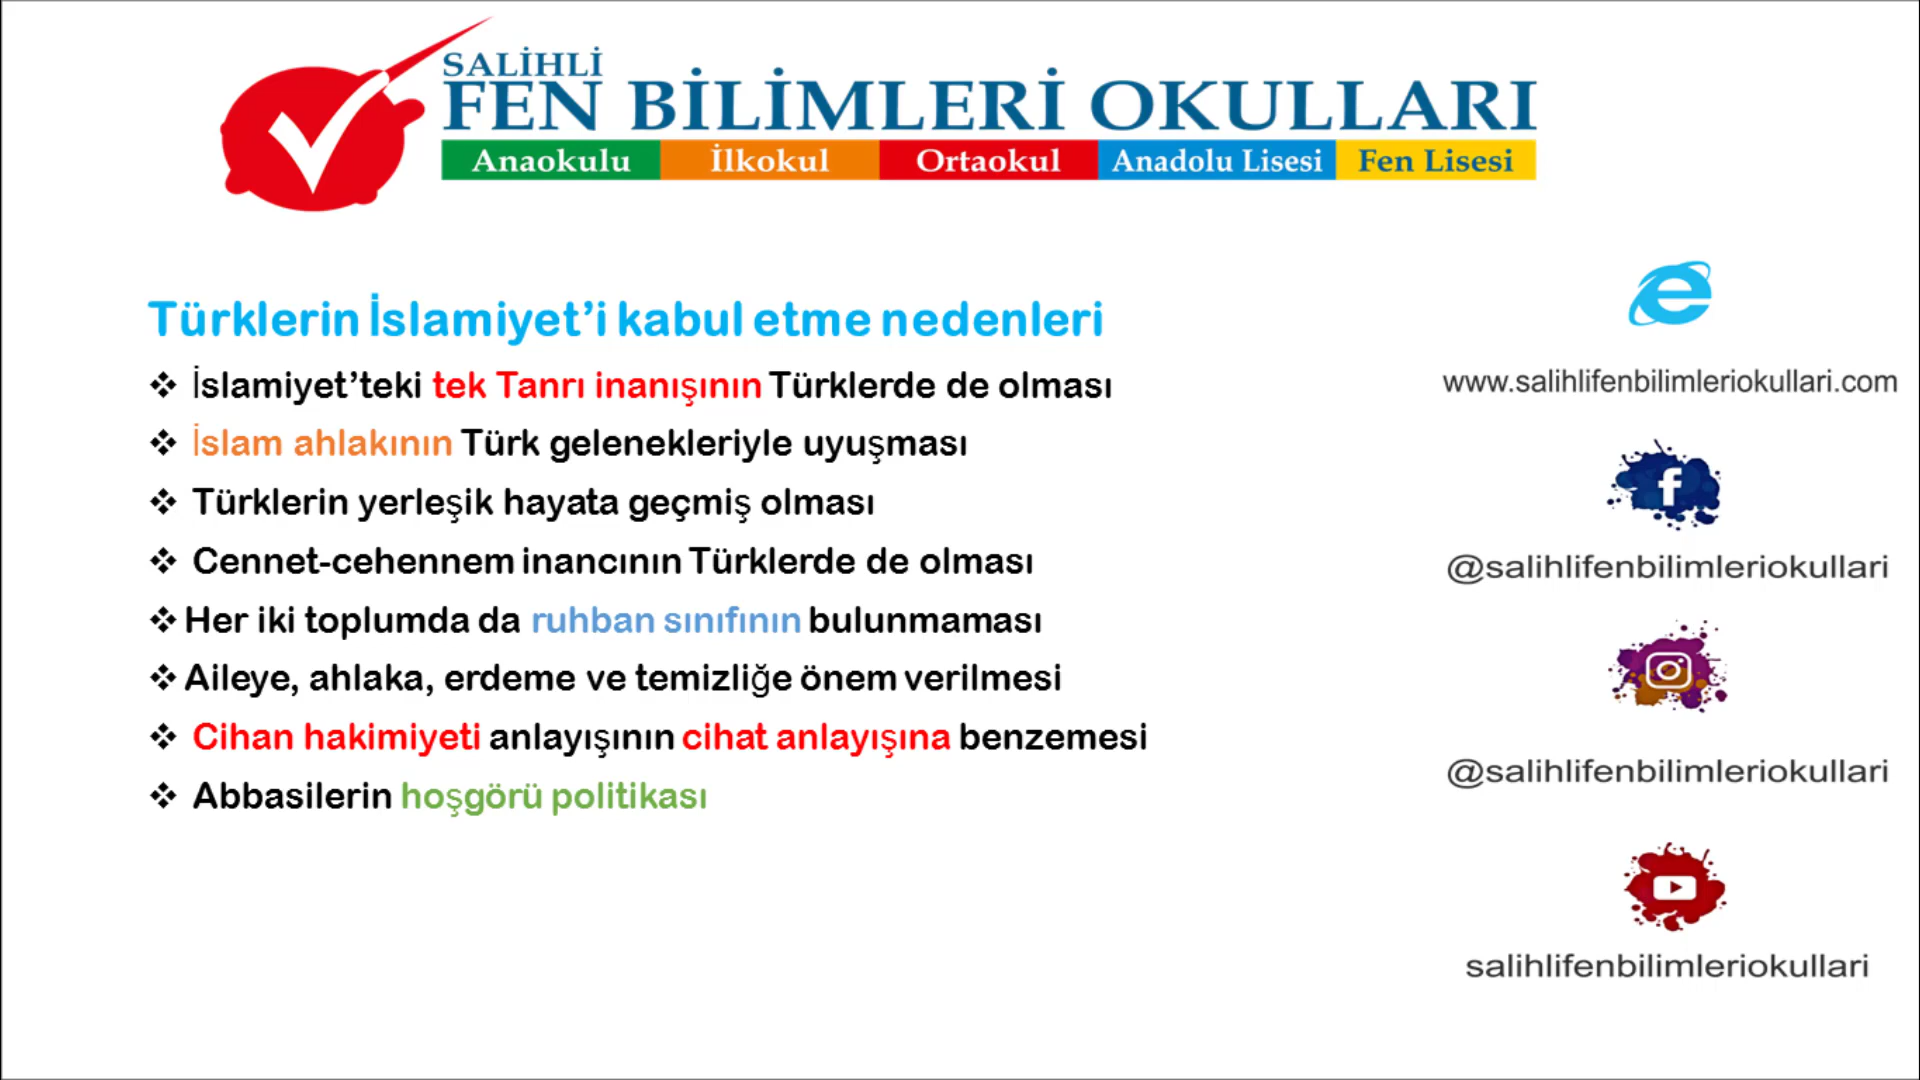 SALİHLİ
FEN BİLİMLERİ OKULLARI
Anaokulu İlkokul Ortaokul Anadolu Lisesi Fen Lisesi
Türklerin İslamiyet’i kabul etme nedenleri
❖ İslamiyet’teki tek Tanrı inanışının Türklerde de olması
❖ İslam ahlakının Türk gelenekleriyle uyuşması
❖ Türklerin yerleşik hayata geçmiş olması
❖ Cennet-cehennem inancının Türklerde de olması
❖ Her iki toplumda da ruhban sınıfının bulunmaması
❖ Aileye, ahlaka, erdeme ve temizliğe önem verilmesi
❖ Cihan hakimiyeti anlayışının cihat anlayışına benzemesi
❖ Abbasilerin hoşgörü politikası
www.salihlifenbilimleriokullari.com
@salihlifenbilimleriokullari
@salihlifenbilimleriokullari
salihlifenbilimleriokullari